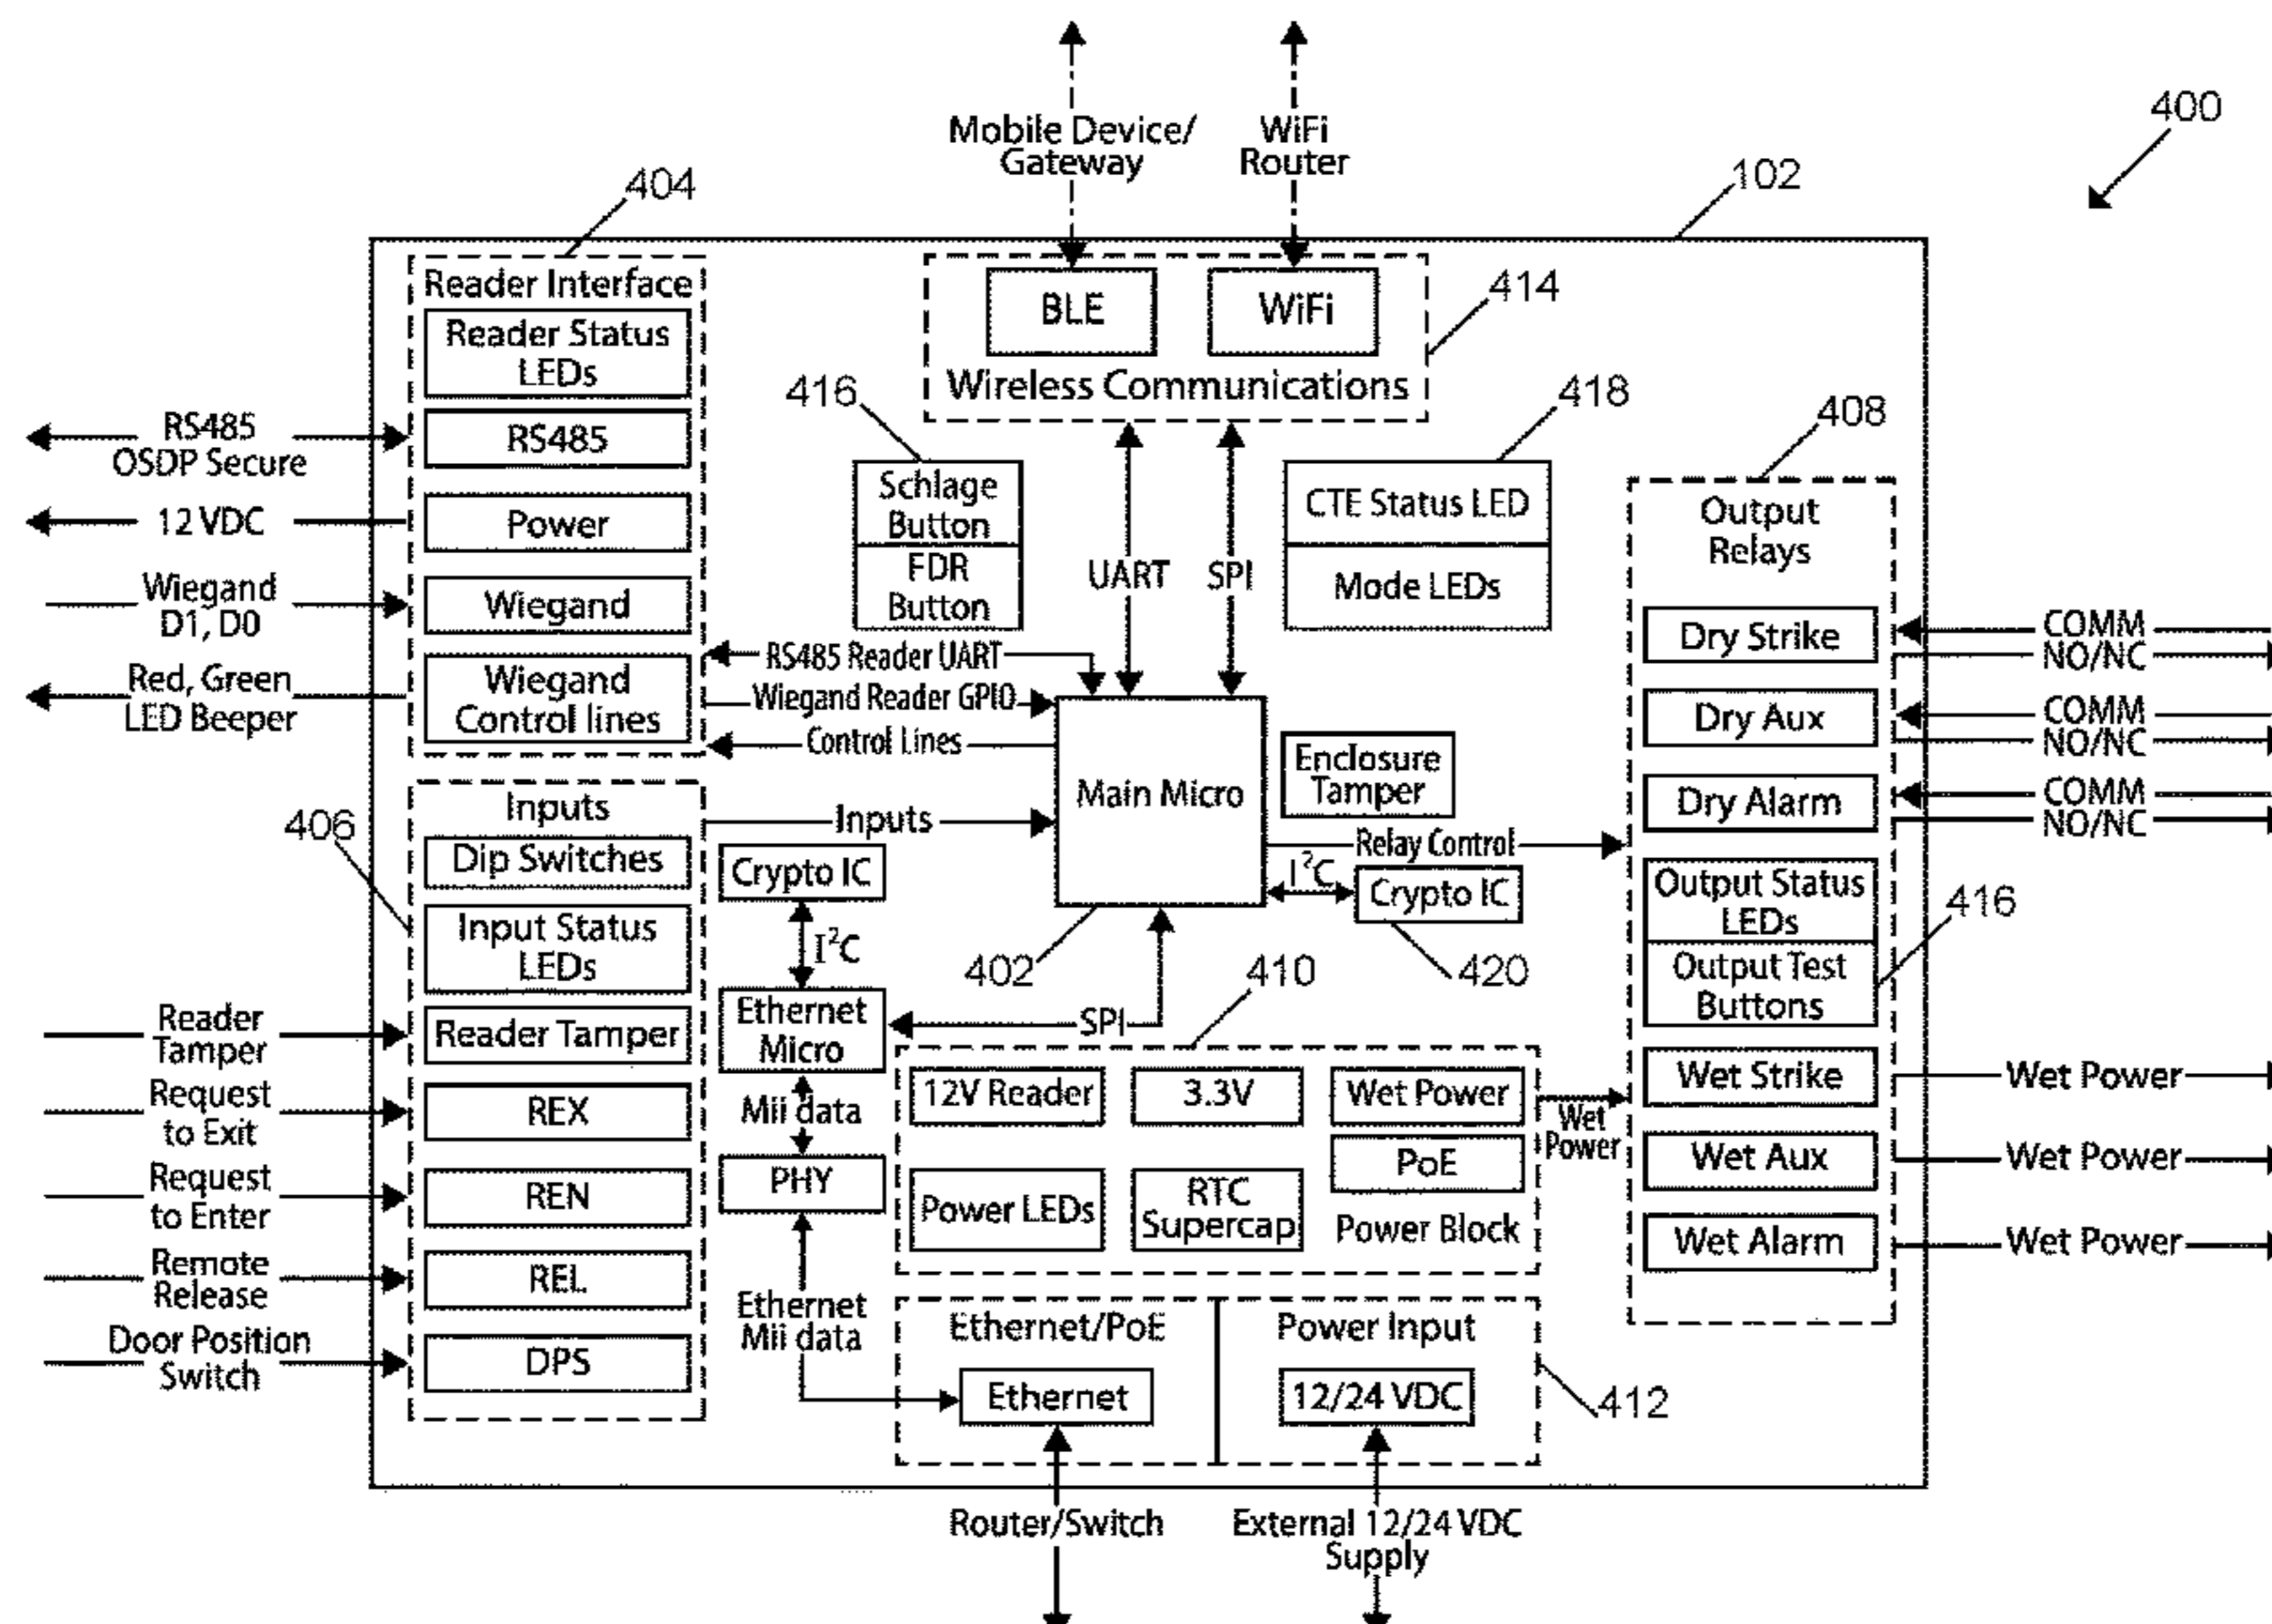 400
Mobile Device/
Gateway
WiFi
Router
102
404
Reader Interface
Reader Status
LEDs
RS485
Power
Wiegand
Wiegand
Control lines
RS485
OSDP Secure
12 VDC
Wiegand
D1, D0
Red, Green
LED Beeper
BLE
WiFi
Wireless Communications
414
416
Schlage
Button
FDR
Button
UART
SPI
418
CTE Status LED
Mode LEDs
408
Output
Relays
Dry Strike
Dry Aux
Dry Alarm
Output Status
LEDs
Output Test
Buttons
416
Wet Strike
Wet Aux
Wet Alarm
COMM
NO/NC
COMM
NO/NC
COMM
NO/NC
Wet Power
Wet Power
Wet Power
RS485 Reader UART
Wiegand Reader GPIO
Control Lines
Main Micro
Enclosure
Tamper
Inputs
Relay Control
I²C
Crypto IC
402
420
406
Inputs
Dip Switches
Input Status
LEDs
Reader Tamper
REX
REN
REL
DPS
Reader
Tamper
Request
to Exit
Request
to Enter
Remote
Release
Door Position
Switch
Crypto IC
I²C
Ethernet
Micro
SPI
Mii data
PHY
Ethernet
Mii data
410
12V Reader
3.3V
Wet Power
PoE
Power LEDs
RTC
Supercap
Power Block
Wet
Power
Ethernet/PoE
Ethernet
Power Input
12/24 VDC
412
Router/Switch
External 12/24 VDC
Supply